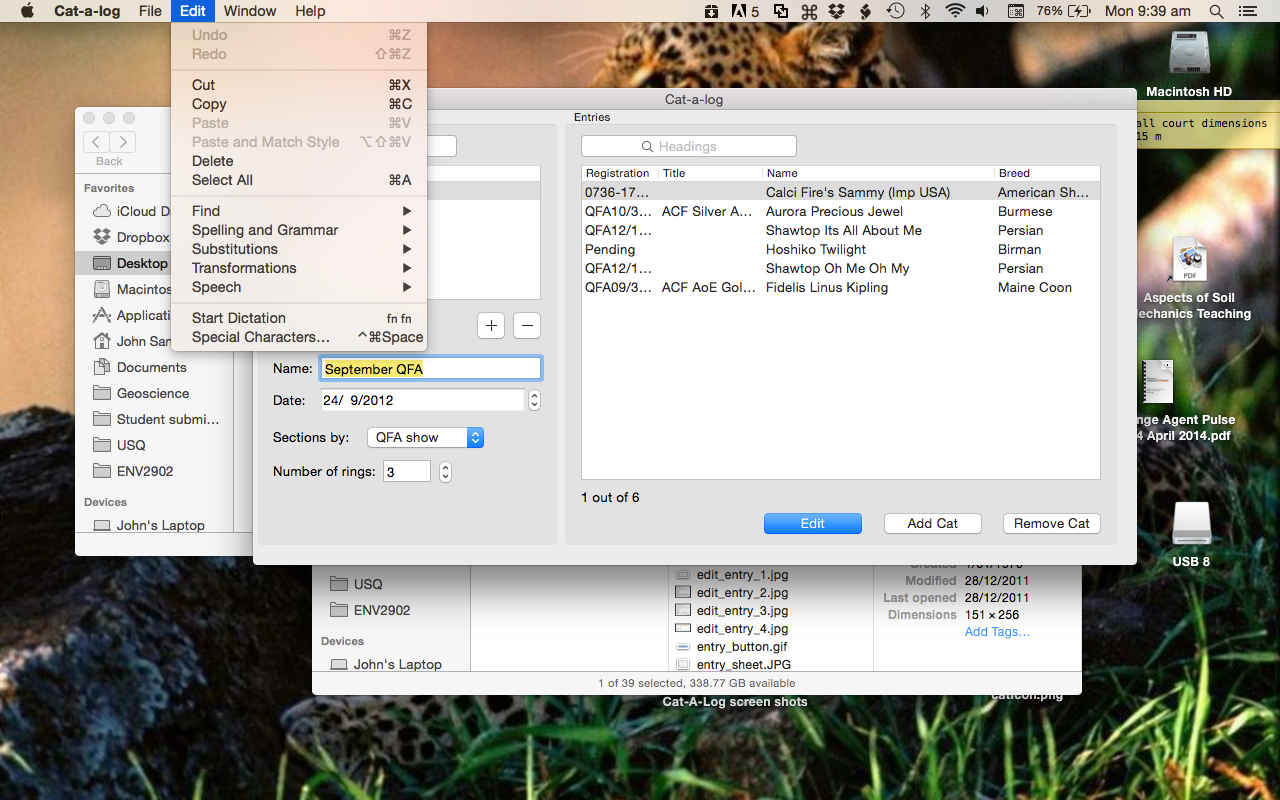 Cat-a-log File Edit Window Help 5 76% Mon 9:39 am
Undo ⌘Z
Redo ⇧⌘Z
Cut ⌘X
Copy ⌘C
Paste ⌘V
Paste and Match Style ⌥⇧⌘V
Delete
Select All ⌘A
Find
Spelling and Grammar
Substitutions
Transformations
Speech
Start Dictation fn fn
Special Characters... ^⌘Space
Back
Favorites
iCloud D
Dropbox
Desktop
Macintos
Applicati
John San
Documents
Geoscience
Student submi...
USQ
ENV2902
Devices
John's Laptop
Cat-a-log
Name: September QFA
Date: 24/ 9/2012
Sections by: QFA show
Number of rings: 3
Entries
Headings
Registration Title Name Breed
0736-17... Calci Fire's Sammy (Imp USA) American Sh...
QFA10/3... ACF Silver A... Aurora Precious Jewel Burmese
QFA12/1... Shawtop Its All About Me Persian
Pending Hoshiko Twilight Birman
QFA12/1... Shawtop Oh Me Oh My Persian
QFA09/3... ACF AoE Gol... Fidelis Linus Kipling Maine Coon
1 out of 6
Edit Add Cat Remove Cat
USQ
ENV2902
Devices
John's Laptop
edit_entry_1.jpg
edit_entry_2.jpg
edit_entry_3.jpg
edit_entry_4.jpg
entry_button.gif
entry_sheet.JPG
Created 1/01/1970
Modified 28/12/2011
Last opened 28/12/2011
Dimensions 151 × 256
Add Tags...
1 of 39 selected, 338.77 GB available
Cat-A-Log screen shots
caticon.png
Macintosh HD
all court dimensions
15 m
PDF
Aspects of Soil
echanics Teaching
nge Agent Pulse
4 April 2014.pdf
USB 8